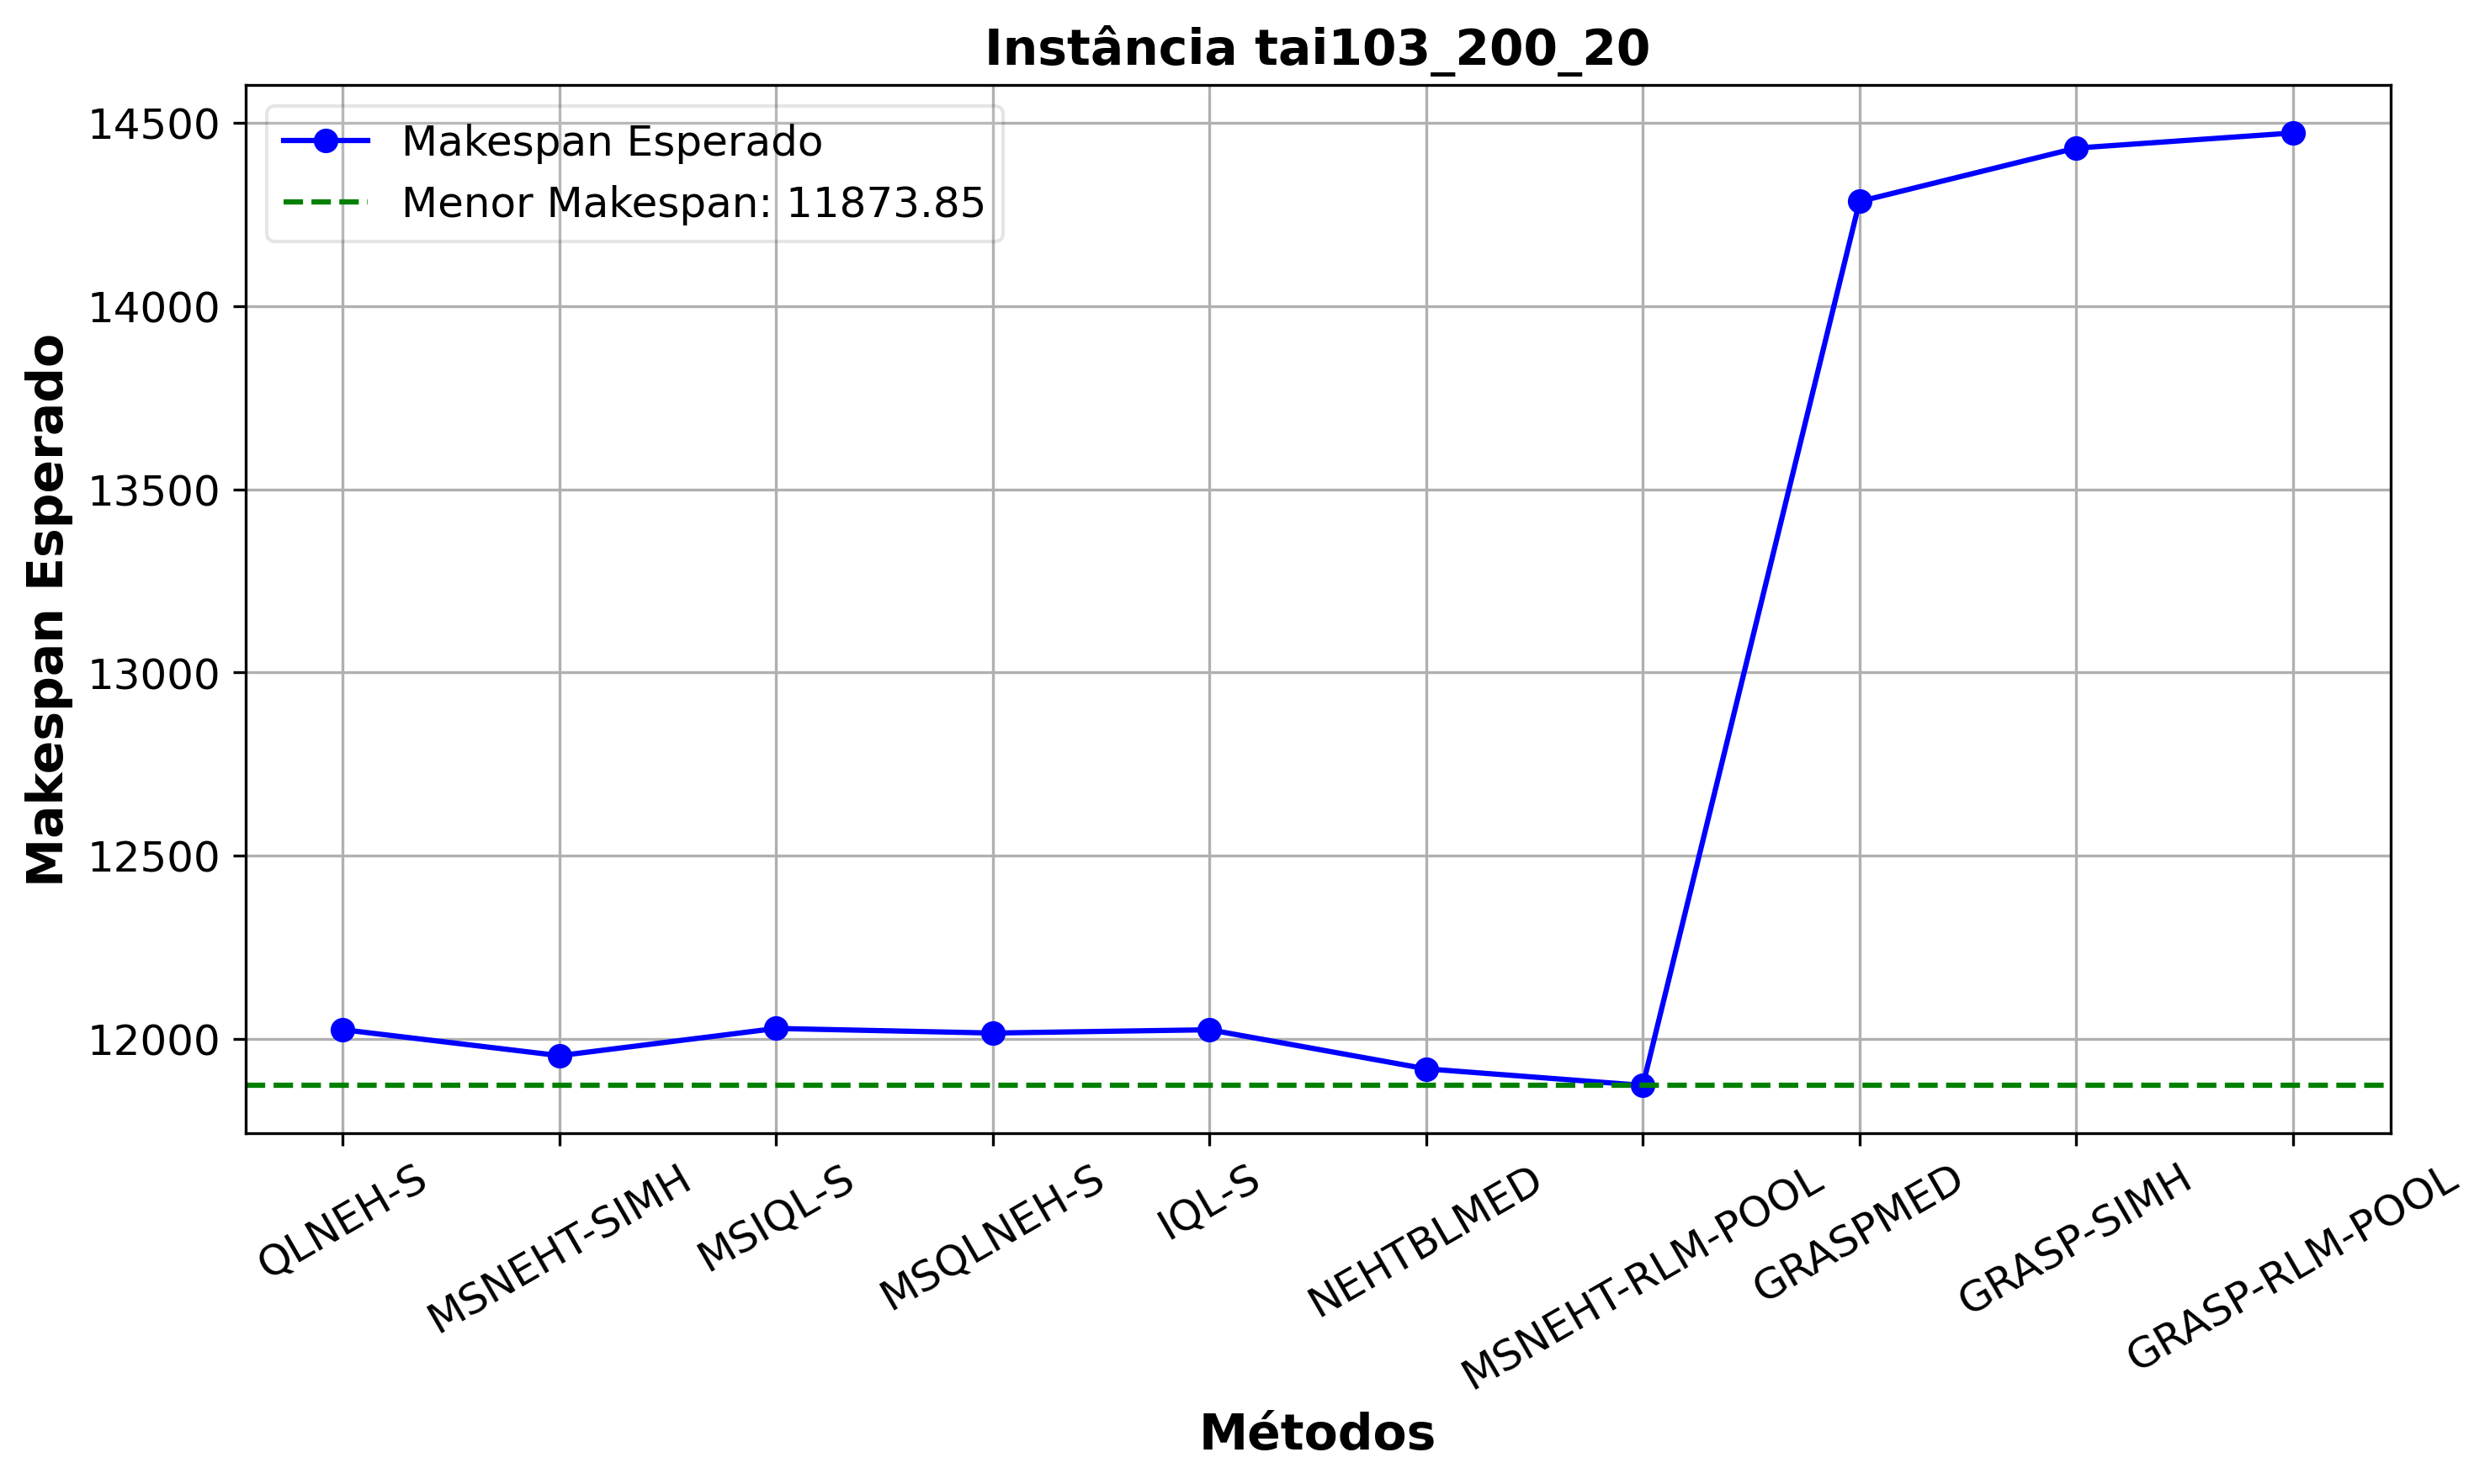 Instância tai103_200_20
Makespan Esperado
Menor Makespan: 11873.85
Makespan Esperado
14500
14000
13500
13000
12500
12000
QLNEH-S
MSNEHT-SIMH
MSIQL-S
MSQLNEH-S
IQL-S
NEHTBLMED
MSNEHT-RLM-POOL
GRASPMED
GRASP-SIMH
GRASP-RLM-POOL
Métodos